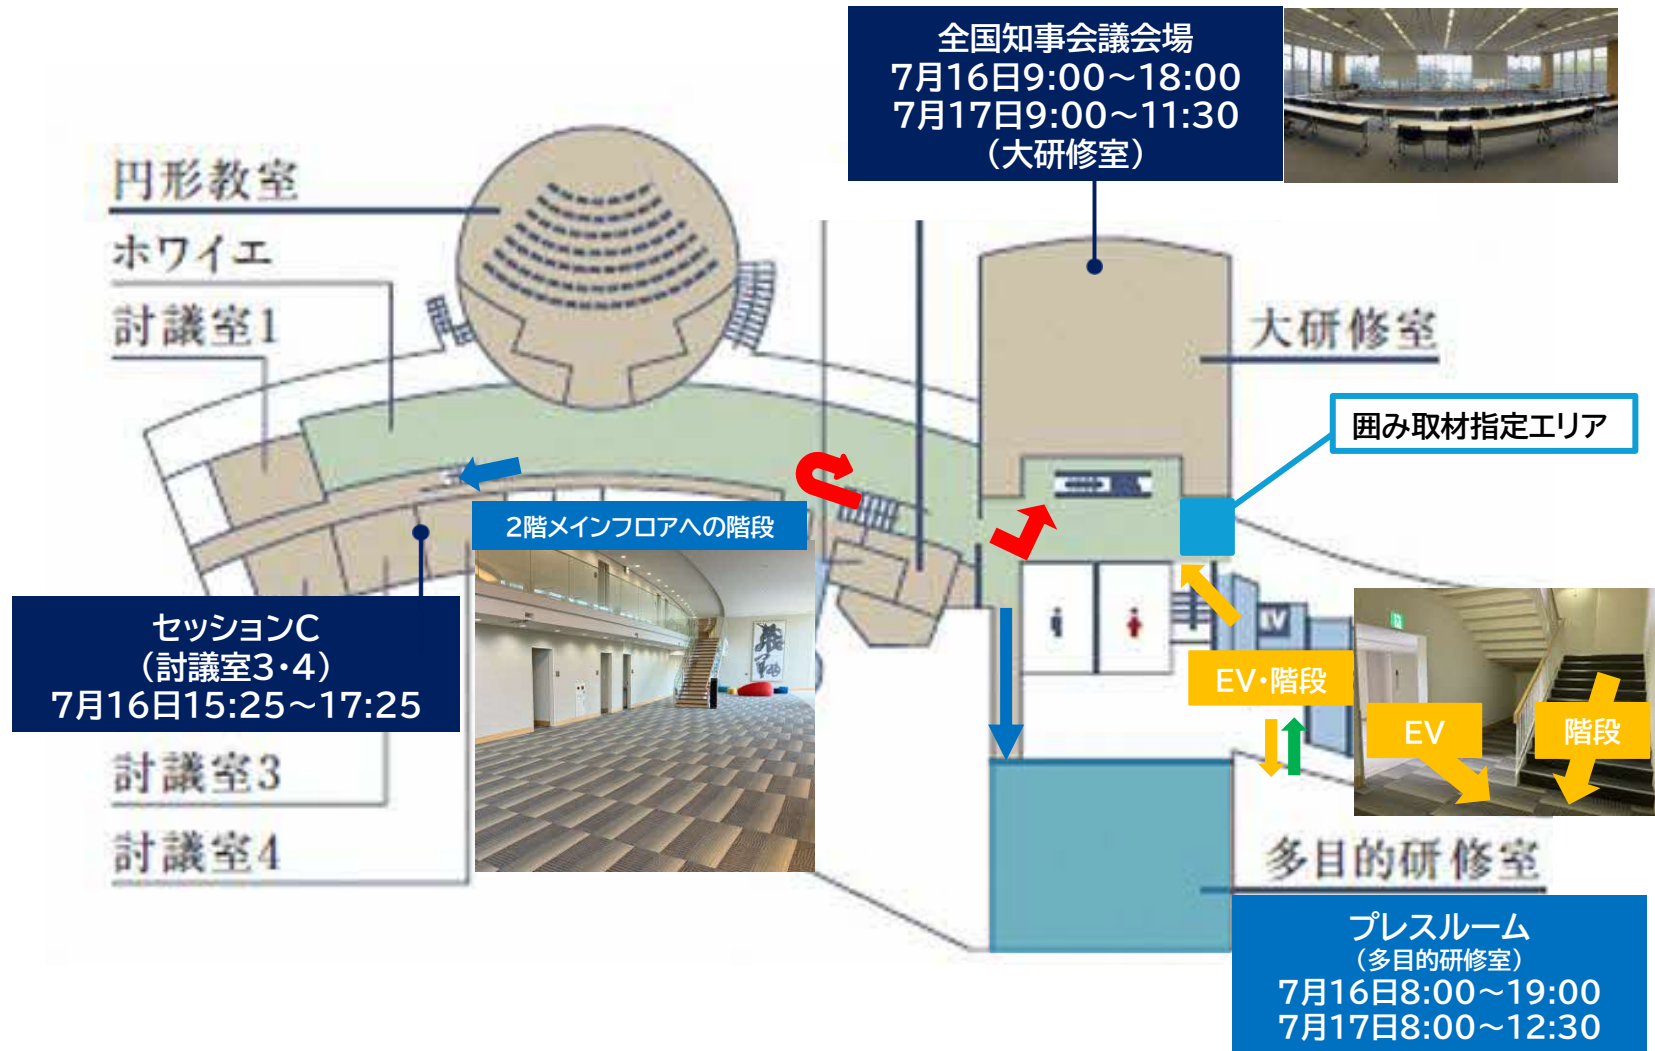 全国知事会議会場
7月16日9:00～18:00
7月17日9:00～11:30
（大研修室）
円形教室
ホワイエ
討議室1
大研修室
囲み取材指定エリア
2階メインフロアへの階段
セッションC
（討議室3・4）
7月16日15:25～17:25
EV
EV・階段
EV
階段
討議室3
討議室4
多目的研修室
プレスルーム
（多目的研修室）
7月16日8:00～19:00
7月17日8:00～12:30